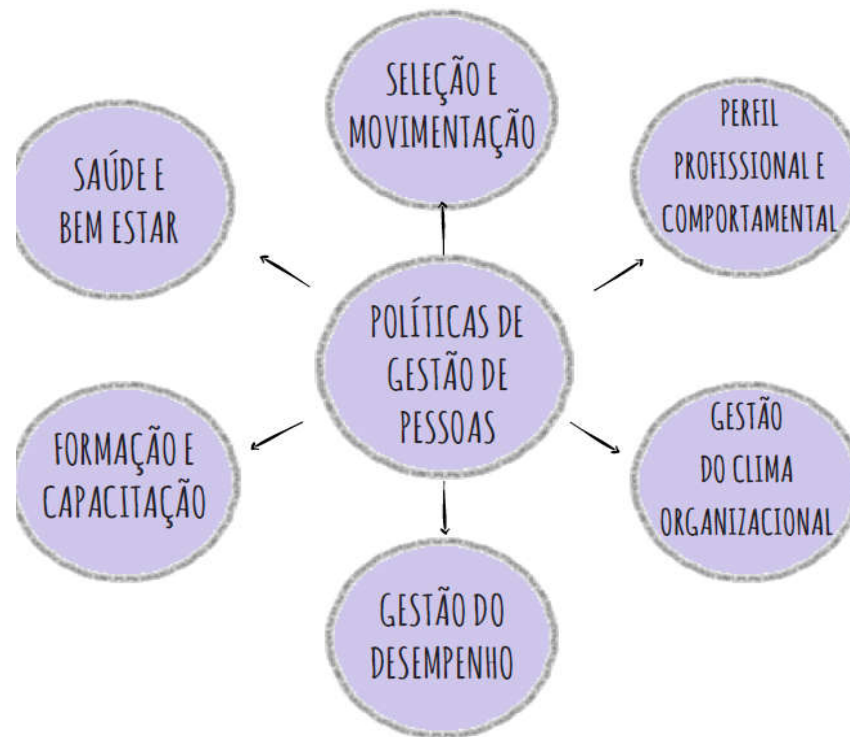 SELEÇÃO E
MOVIMENTAÇÃO
PERFIL
PROFISSIONAL E
COMPORTAMENTAL
SAÚDE E
BEM ESTAR
POLÍTICAS DE
GESTÃO DE
PESSOAS
GESTÃO
DO CLIMA
ORGANIZACIONAL
FORMAÇÃO E
CAPACITAÇÃO
GESTÃO DO
DESEMPENHO